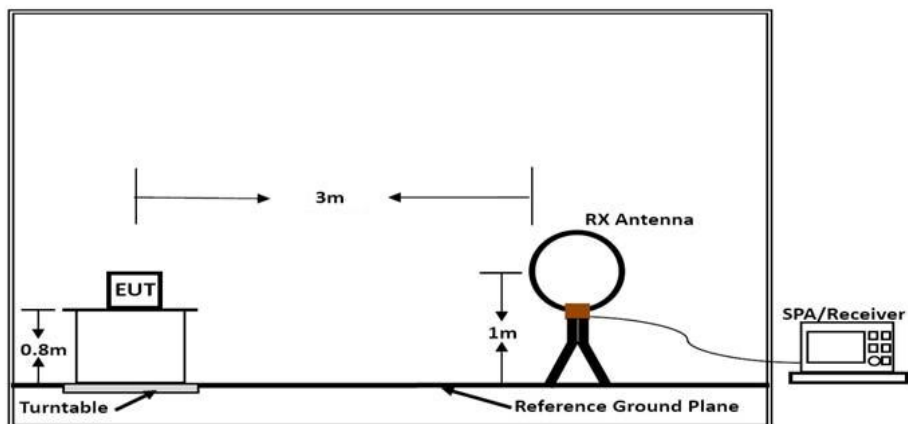 3m
RX Antenna
EUT
SPA/Receiver
0.8m
1m
Turntable
Reference Ground Plane